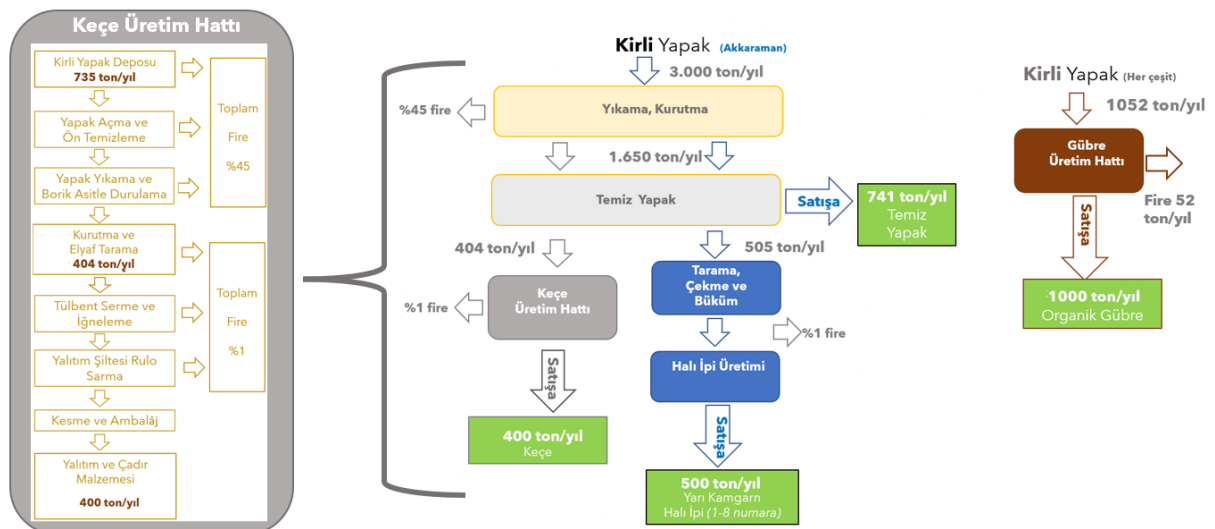 Keçe Üretim Hattı
Kirli Yapak Deposu
735 ton/yıl
Yapak Açma ve
Ön Temizleme
Yapak Yıkama ve
Borik Asitle Durulama
Toplam
Fire
%45
Kurutma ve
Elyaf Tarama
404 ton/yıl
Tülbent Serme ve
İğneleme
Yalıtım Şiltesi Rulo
Sarma
Toplam
Fire
%1
Kesme ve Ambalâj
Yalıtım ve Çadır
Malzemesi
400 ton/yıl
Kirli Yapak (Akkaraman)
3.000 ton/yıl
%45 fire
Yıkama, Kurutma
1.650 ton/yıl
Temiz Yapak
Satışa
741 ton/yıl
Temiz
Yapak
404 ton/yıl
505 ton/yıl
Keçe
Üretim Hattı
%1 fire
Tarama,
Çekme ve
Büküm
%1 fire
Halı İpi Üretimi
Satışa
400 ton/yıl
Keçe
Satışa
500 ton/yıl
Yarı Kamgarn
Halı İpi (1-8 numara)
Kirli Yapak (Her çeşit)
1052 ton/yıl
Gübre
Üretim Hattı
Fire 52
ton/yıl
Satışa
1000 ton/yıl
Organik Gübre